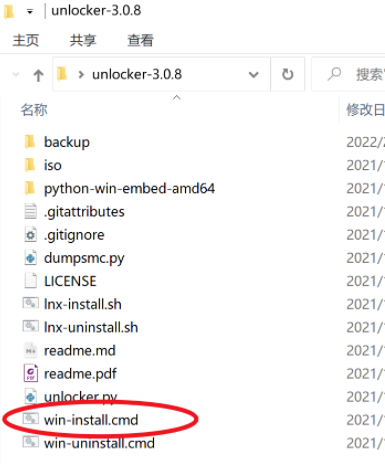 unlocker-3.0.8
主页 共享 查看
unlocker-3.0.8 搜索
名称 修改日
backup 2022/
iso 2021/
python-win-embed-amd64 2021/
.gitattributes 2021/
.gitignore 2021/
dumpsmc.py 2021/
LICENSE 2021/
lnx-install.sh 2021/
lnx-uninstall.sh 2021/
readme.md 2021/
readme.pdf 2021/
unlocker.py 2021/
win-install.cmd 2021/
win-uninstall.cmd 2021/